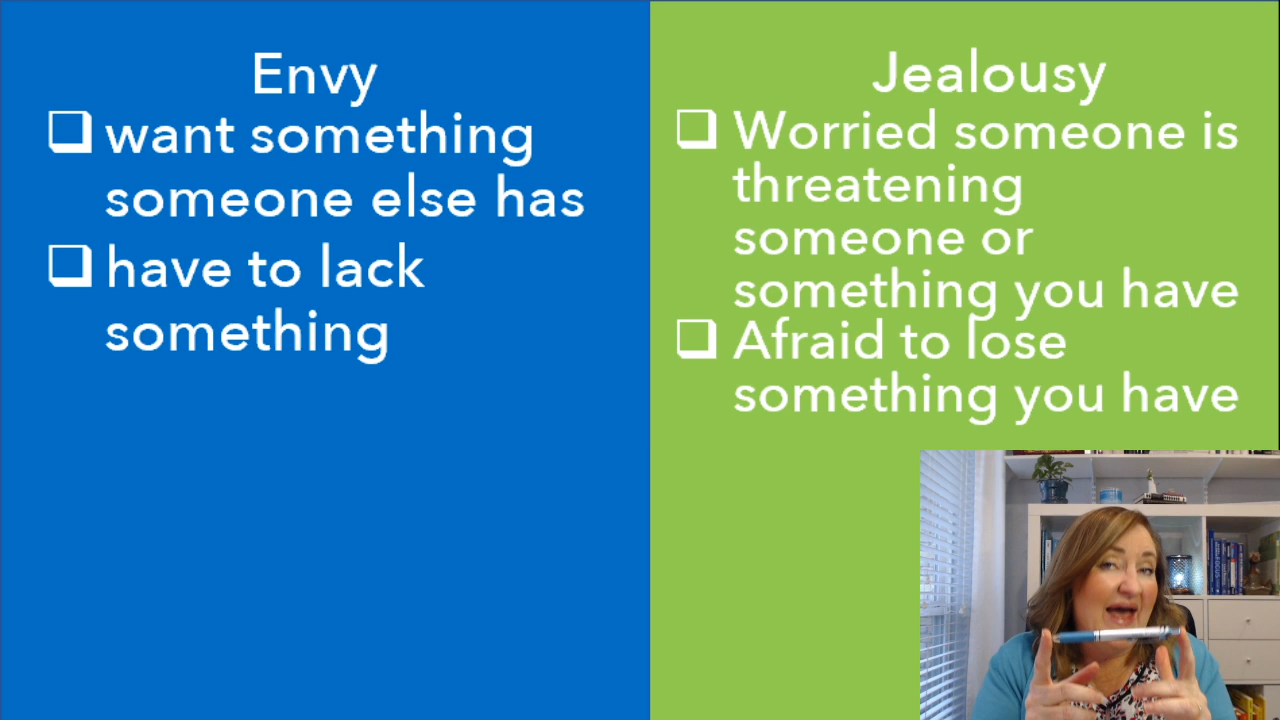 Envy
want something
someone else has
have to lack
something
Jealousy
Worried someone is
threatening
someone or
something you have
Afraid to lose
something you have